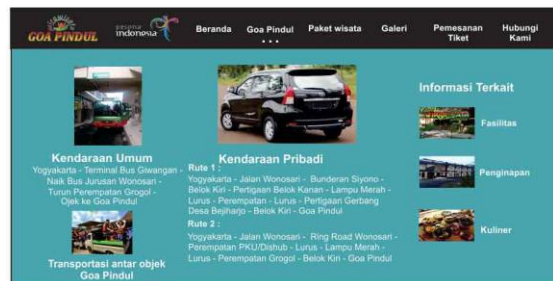 GOA PINDUL
pesona
indonesia
Beranda
Goa Pindul
Paket wisata
Galeri
Pemesanan
Tiket
Hubungi
Kami
Kendaraan Umum
Yogyakarta - Terminal Bus Giwangan -
Naik Bus Jurusan Wonosari -
Turun Perempatan Grogol -
Ojek ke Goa Pindul
Transportasi antar objek
Goa Pindul
Kendaraan Pribadi
Rute 1 :
Yogyakarta - Jalan Wonosari - Bunderan Siyono -
Belok Kiri - Pertigaan Belok Kanan - Lampu Merah -
Lurus - Perempatan - Lurus - Pertigaan Gerbang
Desa Bejiharjo - Belok Kiri - Goa Pindul
Rute 2 :
Yogyakarta - Jalan Wonosari - Ring Road Wonosari -
Perempatan PKU/Dishub - Lurus - Lampu Merah -
Lurus - Perempatan Grogol - Belok Kiri - Goa Pindul
Informasi Terkait
Fasilitas
Penginapan
Kuliner